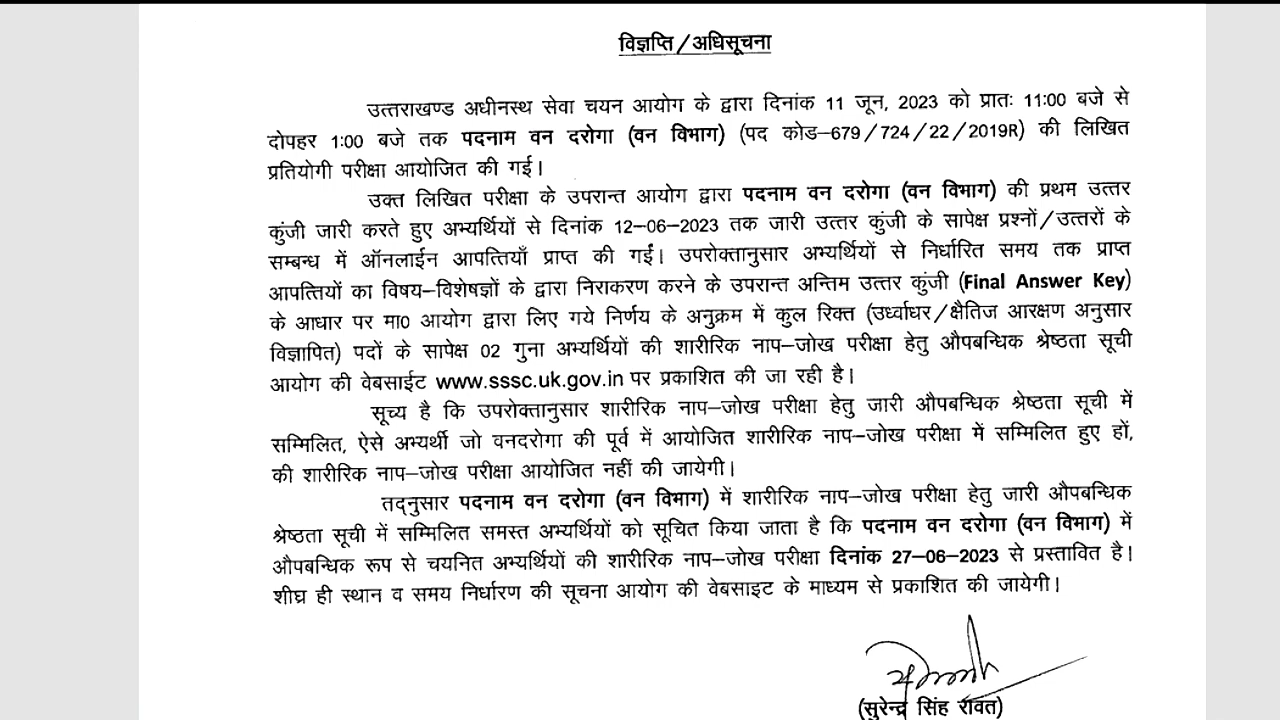 विज्ञप्ति/अधिसूचना
उत्तराखण्ड अधीनस्थ सेवा चयन आयोग के द्वारा दिनांक 11 जून, 2023 को प्रातः 11:00 बजे से
दोपहर 1:00 बजे तक पदनाम वन दरोगा (वन विभाग) (पद कोड–679/724/22/2019R) की लिखित
प्रतियोगी परीक्षा आयोजित की गई।
उक्त लिखित परीक्षा के उपरान्त आयोग द्वारा पदनाम वन दरोगा (वन विभाग) की प्रथम उत्तर
कुंजी जारी करते हुए अभ्यर्थियों से दिनांक 12–06–2023 तक जारी उत्तर कुंजी के सापेक्ष प्रश्नों/उत्तरों के
सम्बन्ध में ऑनलाईन आपत्तियाँ प्राप्त की गईं। उपरोक्तानुसार अभ्यर्थियों से निर्धारित समय तक प्राप्त
आपत्तियों का विषय–विशेषज्ञों के द्वारा निराकरण करने के उपरान्त अन्तिम उत्तर कुंजी (Final Answer Key)
के आधार पर मा0 आयोग द्वारा लिए गये निर्णय के अनुक्रम में कुल रिक्त (उर्ध्वाधर/क्षैतिज आरक्षण अनुसार
विज्ञापित) पदों के सापेक्ष 02 गुना अभ्यर्थियों की शारीरिक नाप–जोख परीक्षा हेतु औपबन्धिक श्रेष्ठता सूची
आयोग की वेबसाईट www.sssc.uk.gov.in पर प्रकाशित की जा रही है।
सूच्य है कि उपरोक्तानुसार शारीरिक नाप–जोख परीक्षा हेतु जारी औपबन्धिक श्रेष्ठता सूची में
सम्मिलित, ऐसे अभ्यर्थी जो वनदरोगा की पूर्व में आयोजित शारीरिक नाप–जोख परीक्षा में सम्मिलित हुए हों,
की शारीरिक नाप–जोख परीक्षा आयोजित नहीं की जायेगी।
तद्नुसार पदनाम वन दरोगा (वन विभाग) में शारीरिक नाप–जोख परीक्षा हेतु जारी औपबन्धिक
श्रेष्ठता सूची में सम्मिलित समस्त अभ्यर्थियों को सूचित किया जाता है कि पदनाम वन दरोगा (वन विभाग) में
औपबन्धिक रूप से चयनित अभ्यर्थियों की शारीरिक नाप–जोख परीक्षा दिनांक 27–06–2023 से प्रस्तावित है।
शीघ्र ही स्थान व समय निर्धारण की सूचना आयोग की वेबसाइट के माध्यम से प्रकाशित की जायेगी।
(सुरेन्द्र सिंह रावत)